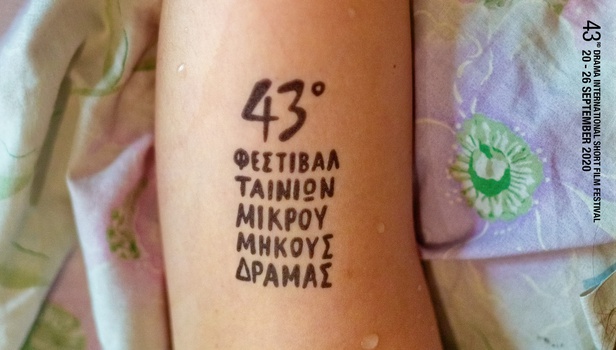 43°
ΦΕΣΤΙΒΑΛ
ΤΑΙΝΙΩΝ
ΜΙΚΡΟΥ
ΜΗΚΟΥΣ
ΔΡΑΜΑΣ
43RD DRAMA INTERNATIONAL SHORT FILM FESTIVAL
20 - 26 SEPTEMBER 2020